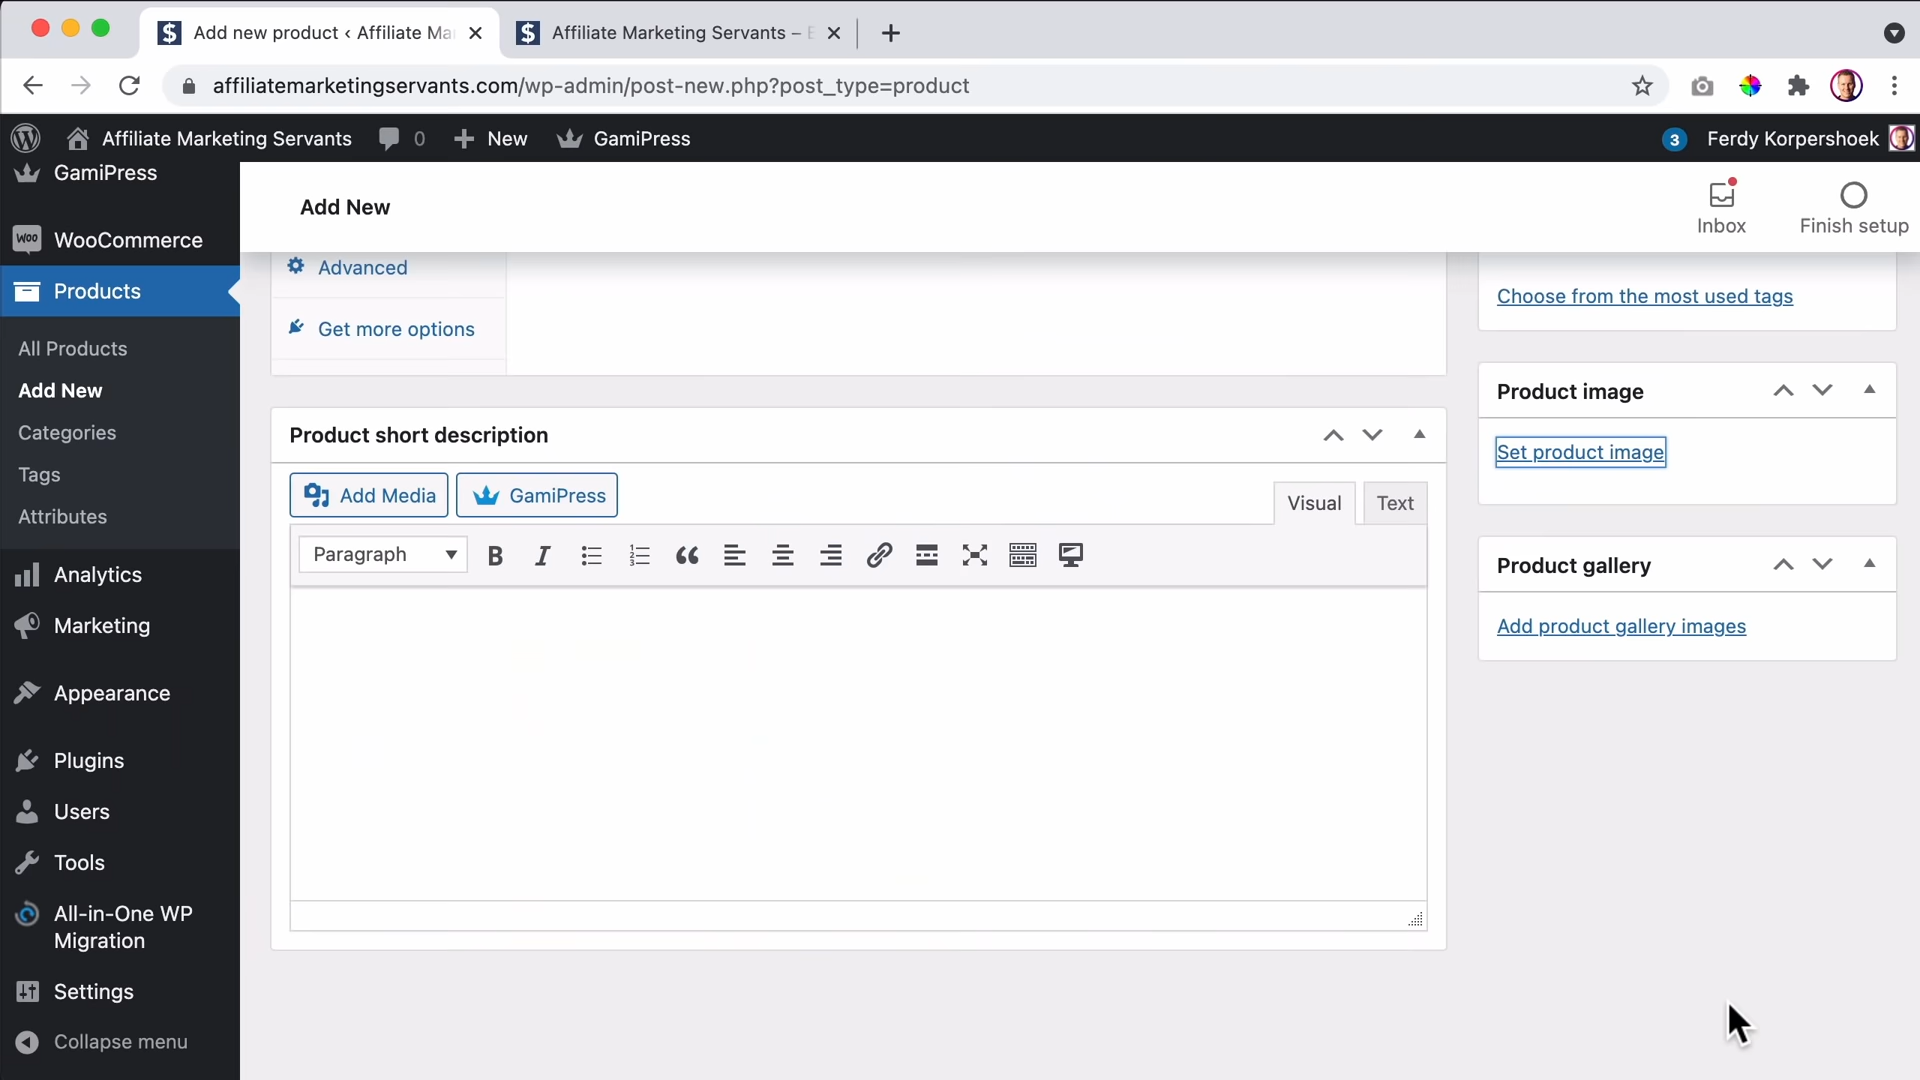 Add new product ‹ Affiliate Ma
Affiliate Marketing Servants –
affiliatemarketingservants.com/wp-admin/post-new.php?post_type=product
Affiliate Marketing Servants
0
New
GamiPress
3
Ferdy Korpershoek
GamiPress
WooCommerce
Products
All Products
Add New
Categories
Tags
Attributes
Analytics
Marketing
Appearance
Plugins
Users
Tools
All-in-One WP
Migration
Settings
Collapse menu
Add New
Inbox
Finish setup
Advanced
Get more options
Product short description
Add Media
GamiPress
Visual
Text
Paragraph
Choose from the most used tags
Product image
Set product image
Product gallery
Add product gallery images